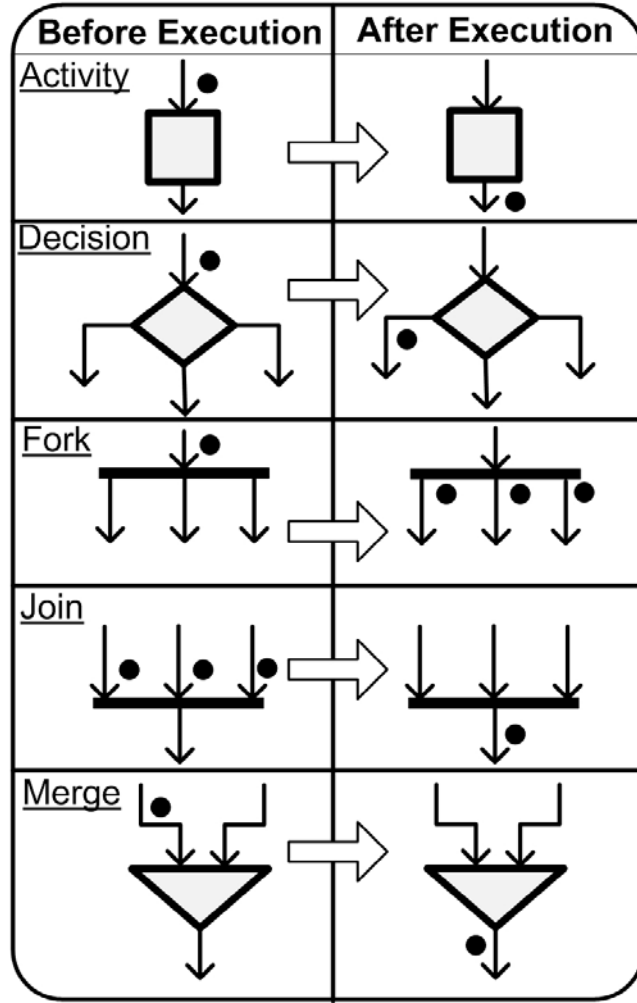 Before Execution After Execution
Activity
Decision
Fork
Join
Merge